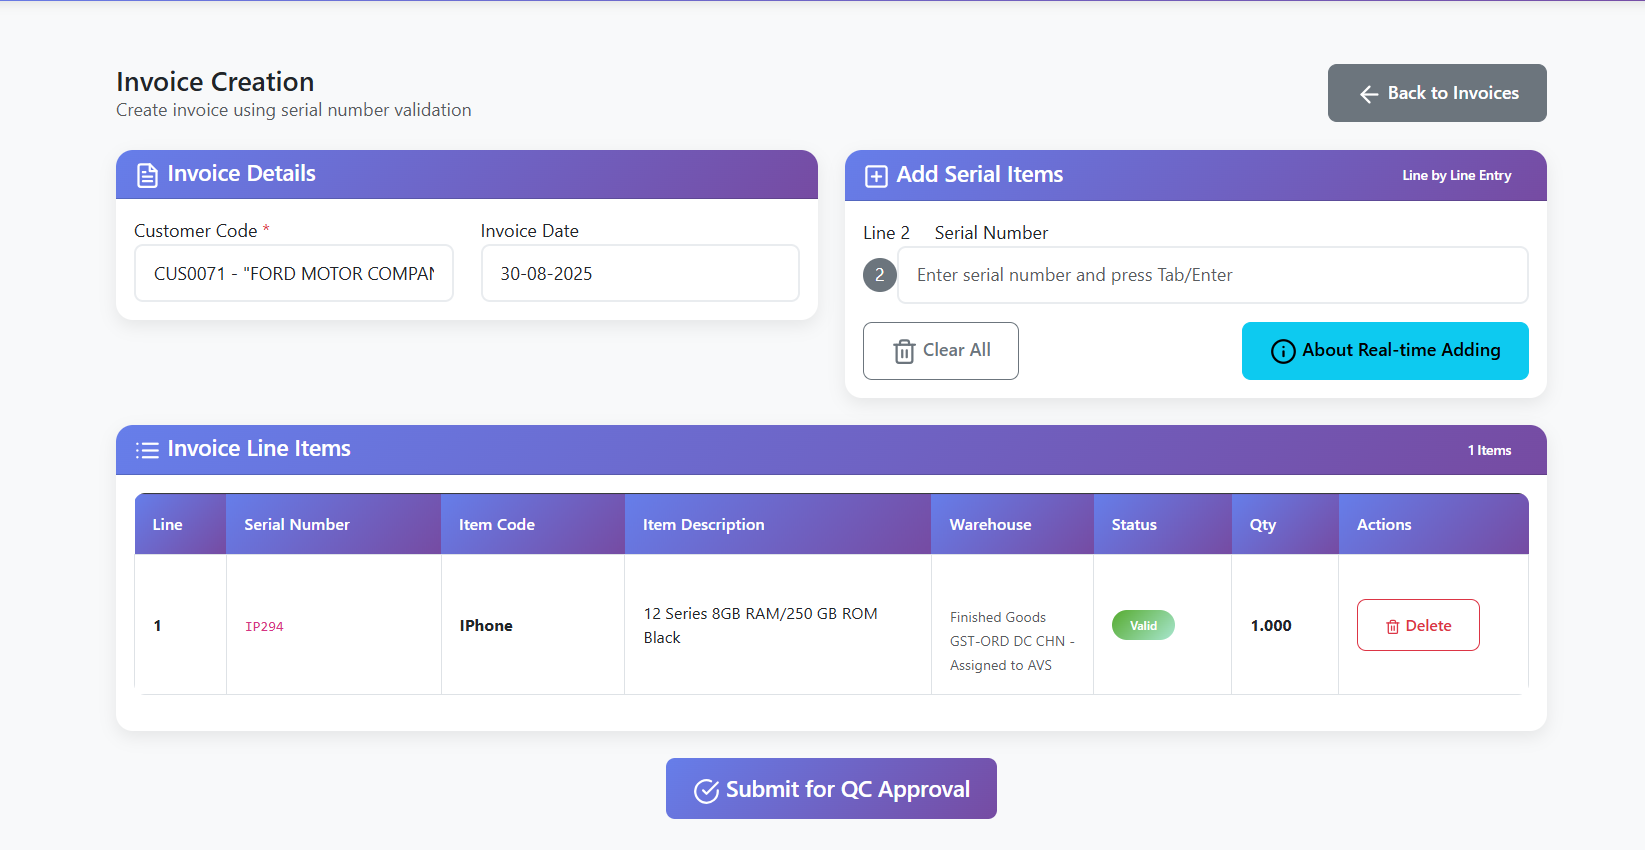 Invoice Creation
Create invoice using serial number validation
Back to Invoices
Invoice Details
Customer Code *
Invoice Date
CUS0071 - "FORD MOTOR COMPAN
30-08-2025
Add Serial Items
Line by Line Entry
Line 2
Serial Number
2
Enter serial number and press Tab/Enter
Clear All
About Real-time Adding
Invoice Line Items
1 Items
Line
Serial Number
Item Code
Item Description
Warehouse
Status
Qty
Actions
1
IP294
IPhone
12 Series 8GB RAM/250 GB ROM
Black
Finished Goods
GST-ORD DC CHN -
Assigned to AVS
Valid
1.000
Delete
Submit for QC Approval